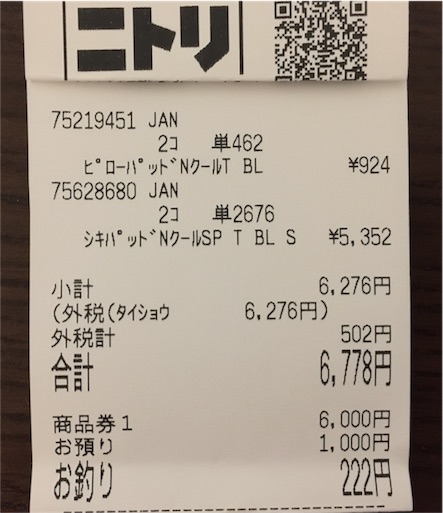 ニトリ
75219451 JAN
2コ 単462
ピローパッドNクールT BL ¥924
75628680 JAN
2コ 単2676
シキパッドNクールSP T BL S ¥5,352
小計 6,276円
(外税(タイショウ 6,276円)
外税計 502円
合計 6,778円
商品券1 6,000円
お預り 1,000円
お釣り 222円